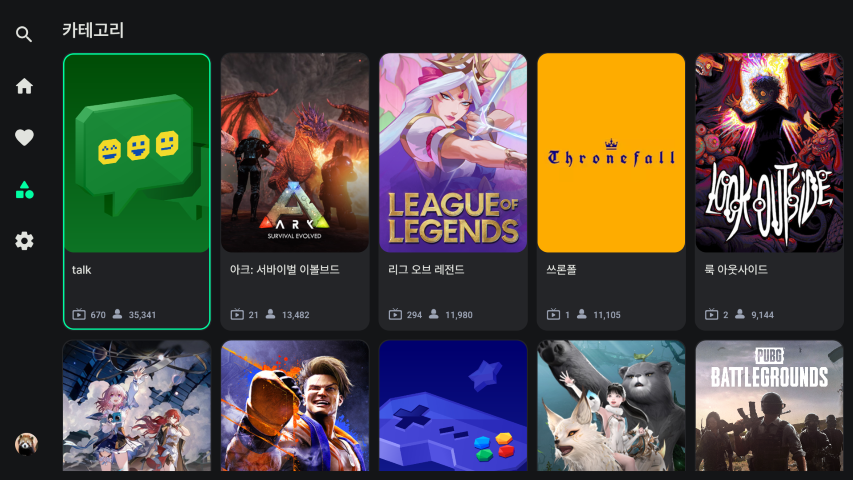 카테고리
ARK
SURVIVAL EVOLVED
LEAGUE OF
LEGENDS
Thronefall
LOOK OUTSIDE
talk
아크: 서바이벌 이볼브드
리그 오브 레전드
쓰론폴
룩 아웃사이드
670 35,341
21 13,482
294 11,980
1 11,105
2 9,144
PUBG
BATTLEGROUNDS